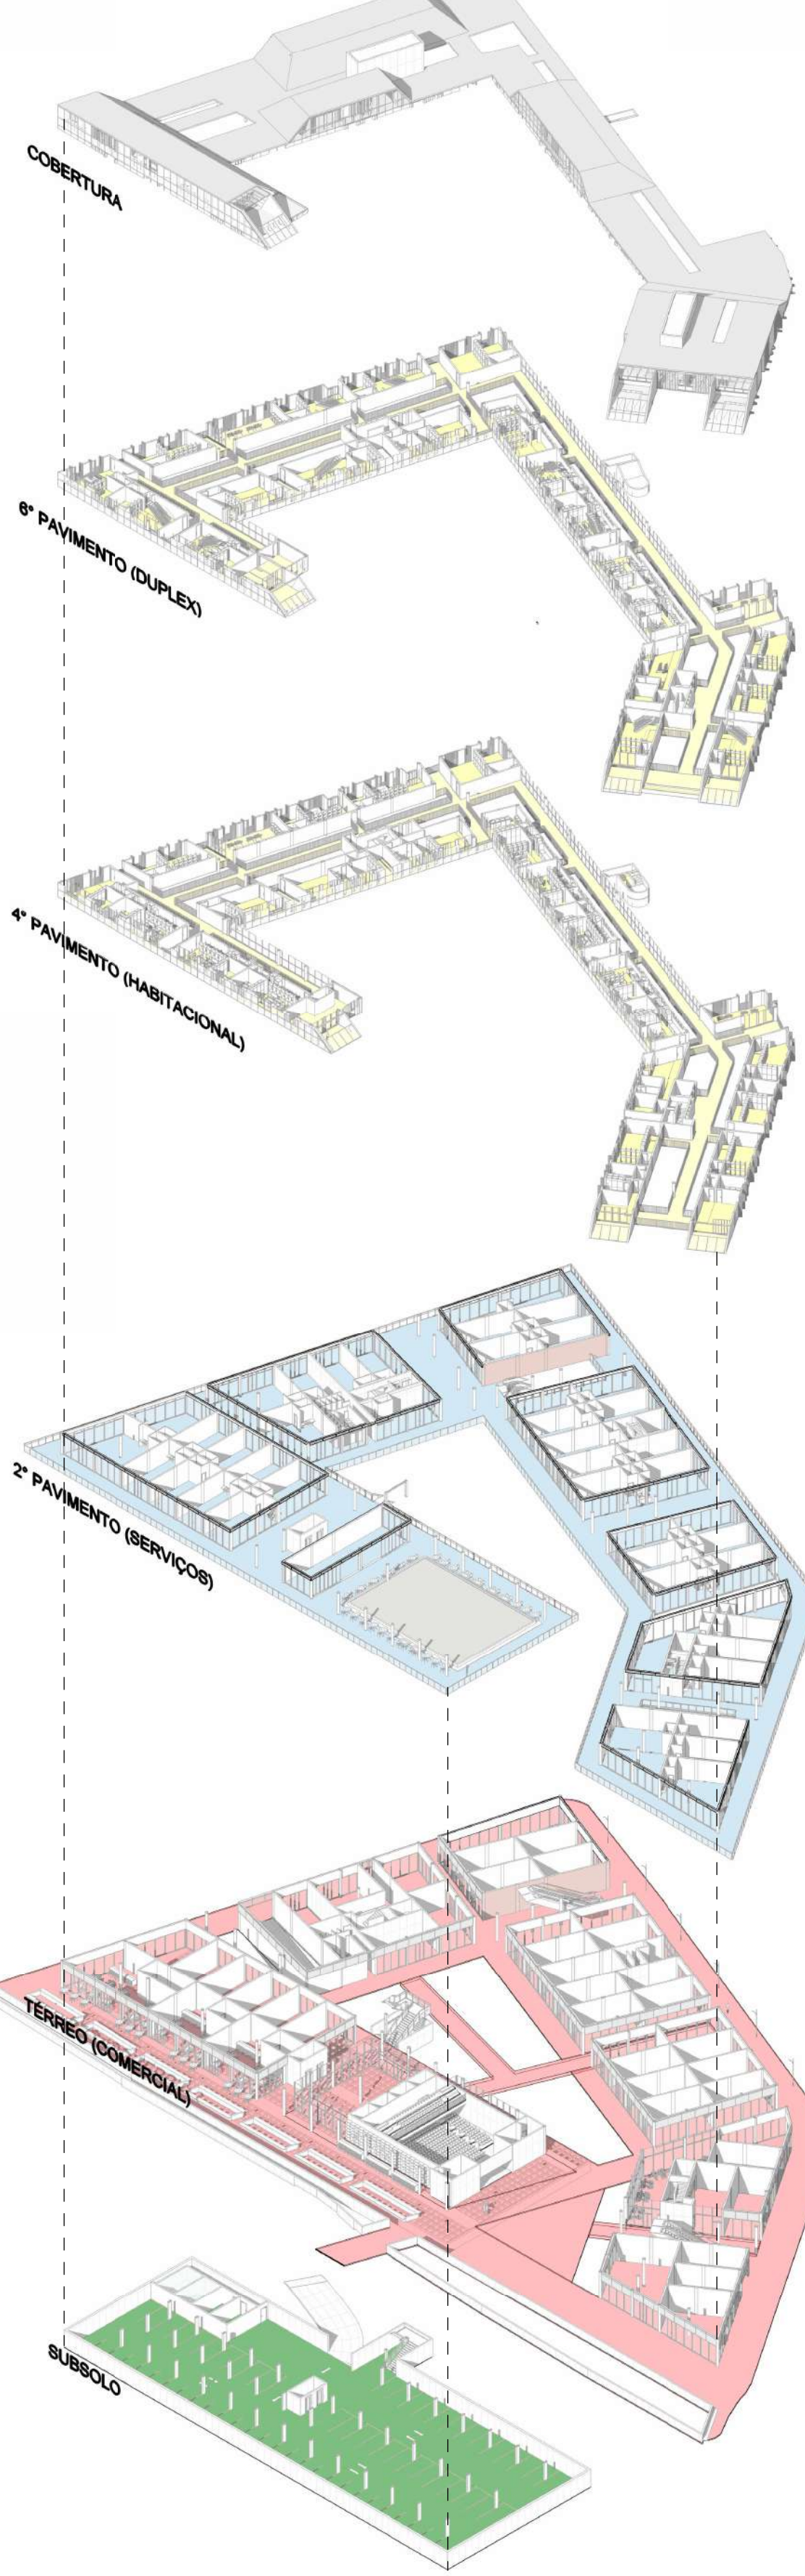 COBERTURA
6° PAVIMENTO (DUPLEX)
4° PAVIMENTO (HABITACIONAL)
2° PAVIMENTO (SERVIÇOS)
TÉRREO (COMERCIAL)
SUBSOLO